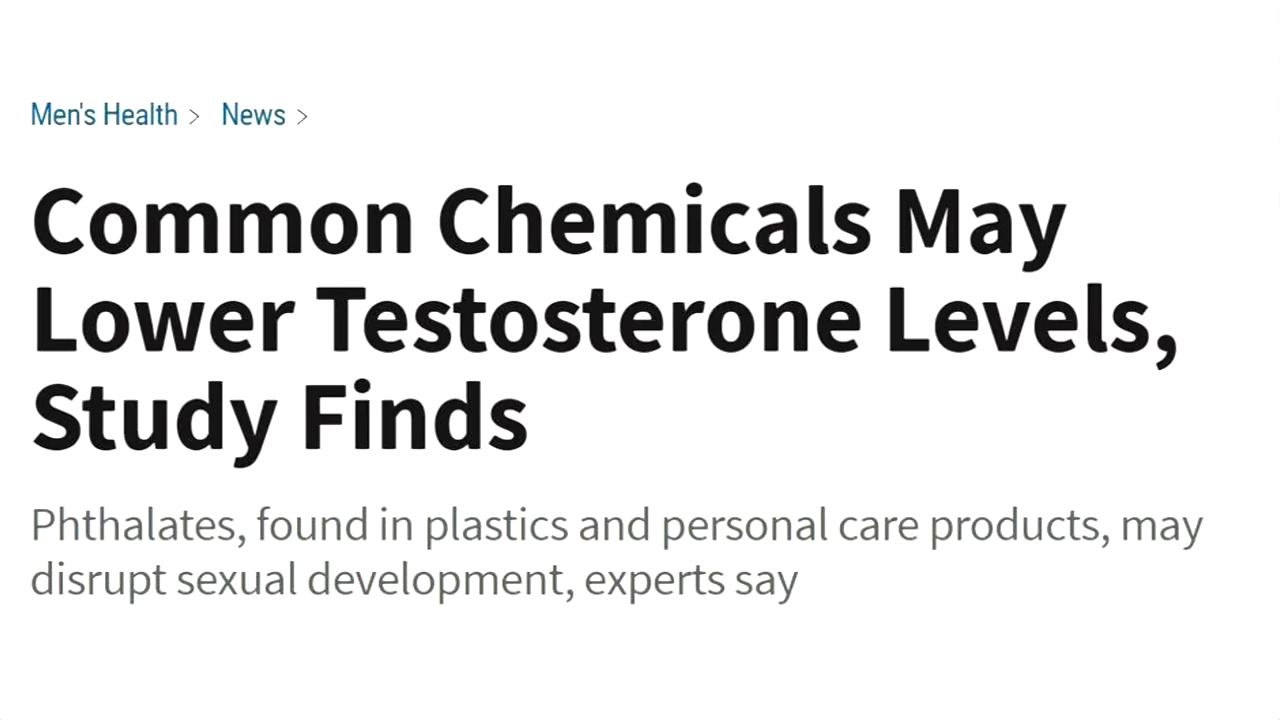 Men's Health > News >
Common Chemicals May
Lower Testosterone Levels,
Study Finds
Phthalates, found in plastics and personal care products, may
disrupt sexual development, experts say